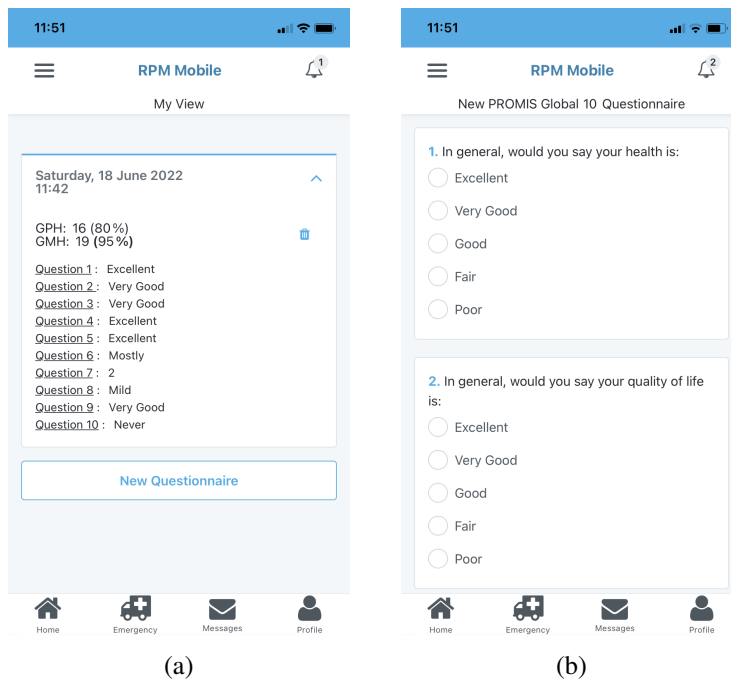 11:51
RPM Mobile
1
My View
Saturday, 18 June 2022
11:42
GPH: 16 (80%)
GMH: 19 (95%)
Question 1 : Excellent
Question 2 : Very Good
Question 3 : Very Good
Question 4 : Excellent
Question 5 : Excellent
Question 6 : Mostly
Question 7 : 2
Question 8 : Mild
Question 9 : Very Good
Question 10 : Never
New Questionnaire
Home
Emergency
Messages
Profile
(a)
11:51
RPM Mobile
2
New PROMIS Global 10 Questionnaire
1. In general, would you say your health is:
Excellent
Very Good
Good
Fair
Poor
2. In general, would you say your quality of life
is:
Excellent
Very Good
Good
Fair
Poor
Home
Emergency
Messages
Profile
(b)